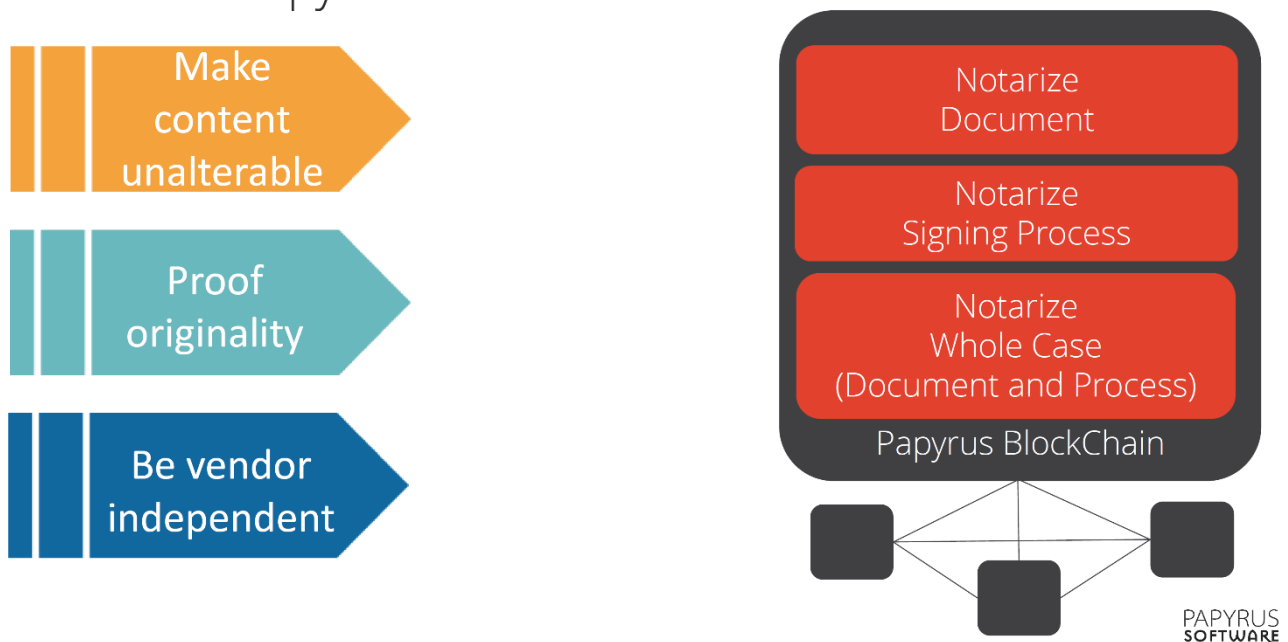 Make
content
unalterable
Proof
originality
Be vendor
independent
Notarize
Document
Notarize
Signing Process
Notarize
Whole Case
(Document and Process)
Papyrus BlockChain
PAPYRUS
SOFTWARE